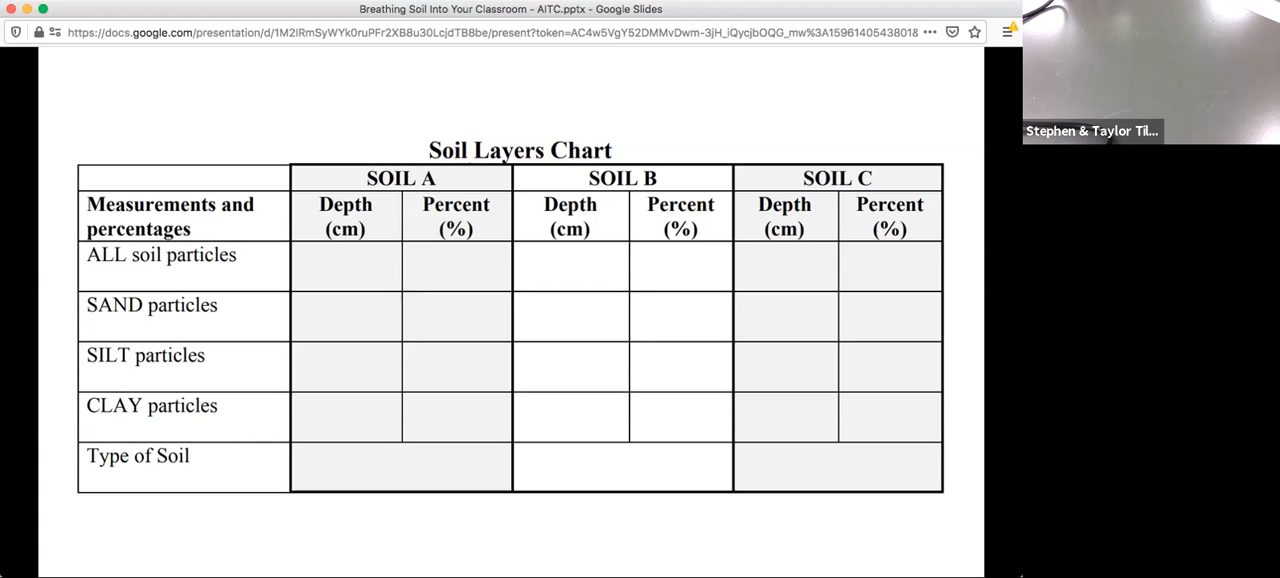 Breathing Soil Into Your Classroom - AITC.pptx - Google Slides
https://docs.google.com/presentation/d/1M2lRmSyWYk0ruPFr2XB8u30LcjdTB8be/present?token=AC4w5VgY52DMMvDwm-3jH_iQycjbOQG_mw%3A1596140543801&
Stephen & Taylor Til...
Soil Layers Chart
SOIL A SOIL B SOIL C
Measurements and percentages Depth (cm) Percent (%) Depth (cm) Percent (%) Depth (cm) Percent (%)
ALL soil particles
SAND particles
SILT particles
CLAY particles
Type of Soil